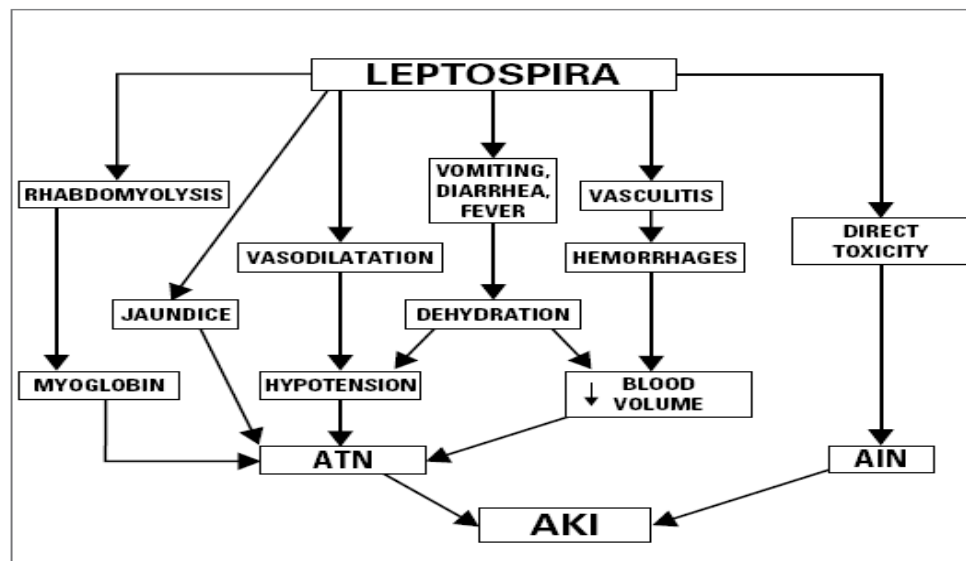 LEPTOSPIRA
VOMITING,
DIARRHEA,
FEVER
RHABDOMYOLYSIS
VASCULITIS
DIRECT
TOXICITY
VASODILATATION
HEMORRHAGES
JAUNDICE
DEHYDRATION
MYOGLOBIN
HYPOTENSION
↓ BLOOD
VOLUME
ATN
AIN
AKI